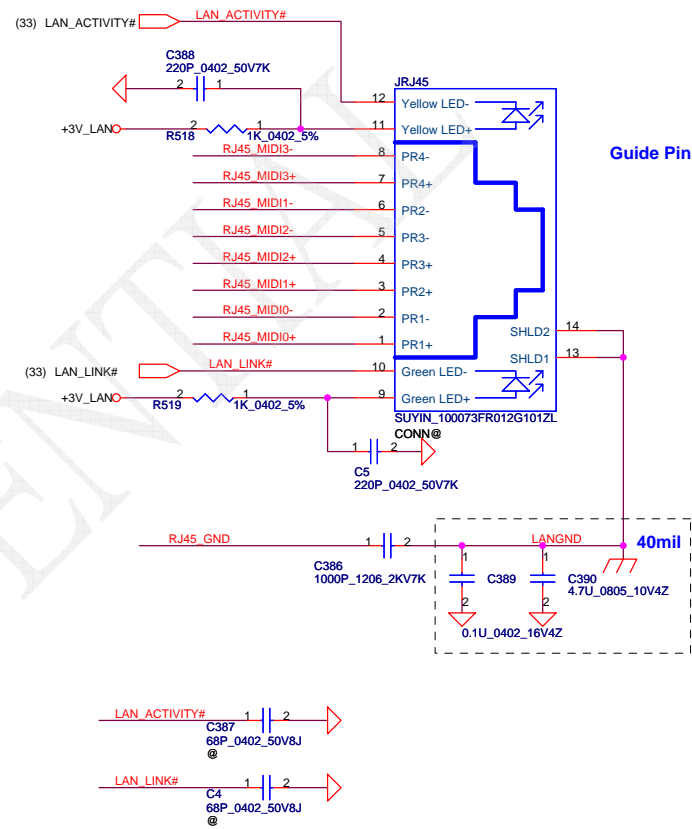 (33) LAN_ACTIVITY#
LAN_ACTIVITY#
C388
220P_0402_50V7K
2 1
JRJ45
12 Yellow LED-
+3V_LAN
2 1
R518 1K_0402_5%
11 Yellow LED+
Guide Pin
RJ45_MIDI3- 8 PR4-
RJ45_MIDI3+ 7 PR4+
RJ45_MIDI1- 6 PR2-
RJ45_MIDI2- 5 PR3-
RJ45_MIDI2+ 4 PR3+
RJ45_MIDI1+ 3 PR2+
RJ45_MIDI0- 2 PR1-
SHLD2 14
RJ45_MIDI0+ 1 PR1+
SHLD1 13
(33) LAN_LINK#
LAN_LINK#
10 Green LED-
+3V_LAN
2 1
R519 1K_0402_5%
9 Green LED+
SUYIN_100073FR012G101ZL
CONN@
1 2
C5
220P_0402_50V7K
RJ45_GND
1 2
C386
1000P_1206_2KV7K
LANGND
40mil
1 1
C389
C390
4.7U_0805_10V4Z
2 2
0.1U_0402_16V4Z
LAN_ACTIVITY# 1 2
C387
68P_0402_50V8J
@
LAN_LINK# 1 2
C4
68P_0402_50V8J
@